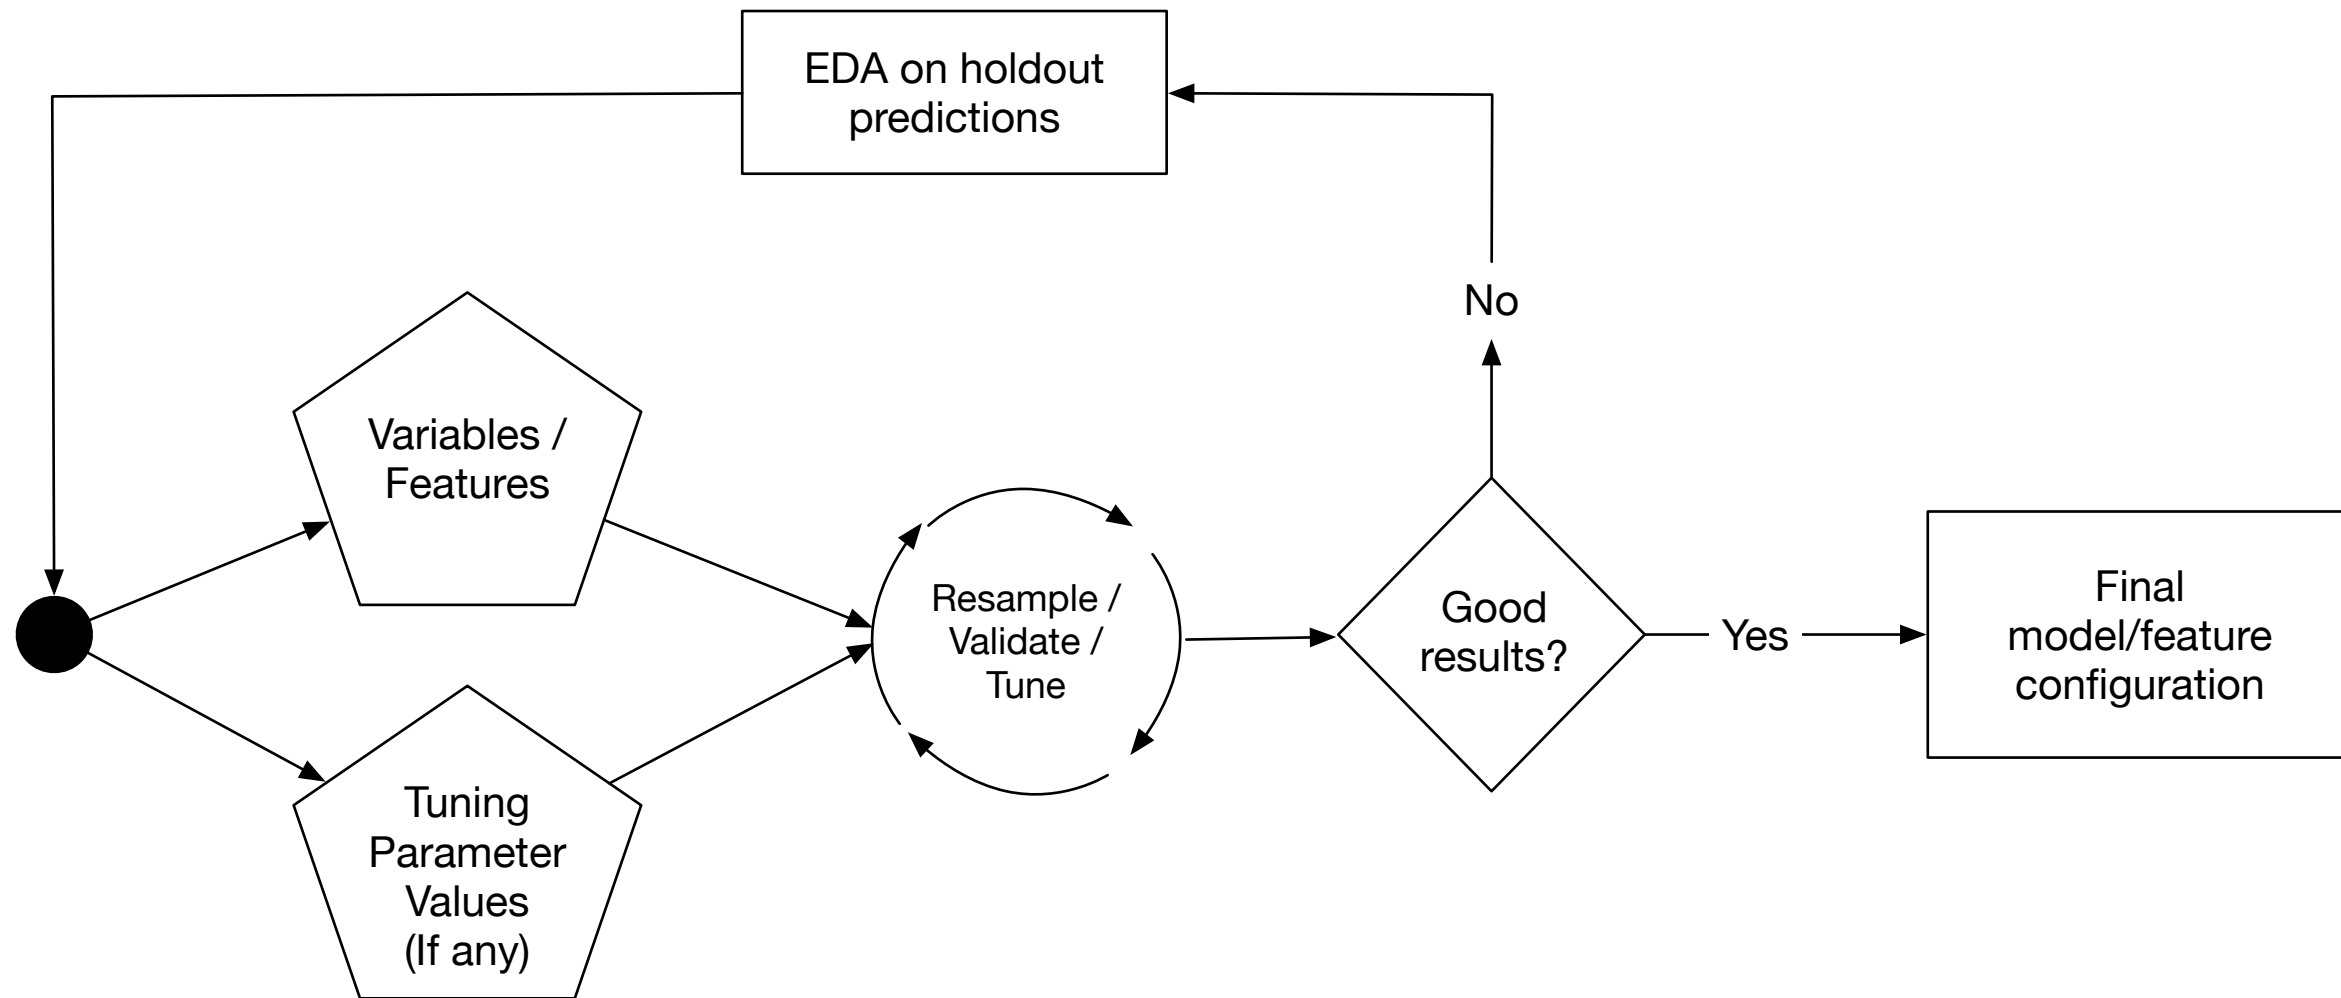 EDA on holdout
predictions
No
Variables /
Features
Resample /
Validate /
Tune
Good
results?
Yes
Final
model/feature
configuration
Tuning
Parameter
Values
(If any)